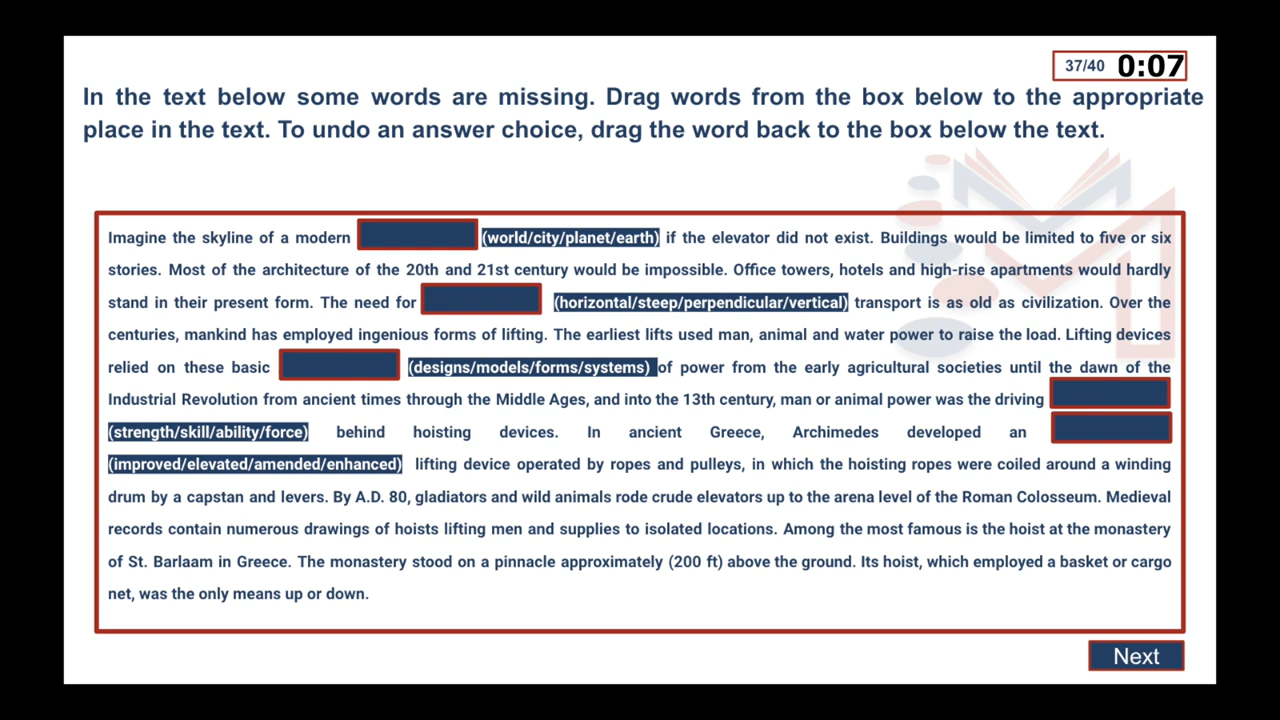 37/40 0:07
In the text below some words are missing. Drag words from the box below to the appropriate
place in the text. To undo an answer choice, drag the word back to the box below the text.
Imagine the skyline of a modern (world/city/planet/earth) if the elevator did not exist. Buildings would be limited to five or six
stories. Most of the architecture of the 20th and 21st century would be impossible. Office towers, hotels and high-rise apartments would hardly
stand in their present form. The need for (horizontal/steep/perpendicular/vertical) transport is as old as civilization. Over the
centuries, mankind has employed ingenious forms of lifting. The earliest lifts used man, animal and water power to raise the load. Lifting devices
relied on these basic (designs/models/forms/systems) of power from the early agricultural societies until the dawn of the
Industrial Revolution from ancient times through the Middle Ages, and into the 13th century, man or animal power was the driving
(strength/skill/ability/force) behind hoisting devices. In ancient Greece, Archimedes developed an
(improved/elevated/amended/enhanced) lifting device operated by ropes and pulleys, in which the hoisting ropes were coiled around a winding
drum by a capstan and levers. By A.D. 80, gladiators and wild animals rode crude elevators up to the arena level of the Roman Colosseum. Medieval
records contain numerous drawings of hoists lifting men and supplies to isolated locations. Among the most famous is the hoist at the monastery
of St. Barlaam in Greece. The monastery stood on a pinnacle approximately (200 ft) above the ground. Its hoist, which employed a basket or cargo
net, was the only means up or down.
Next